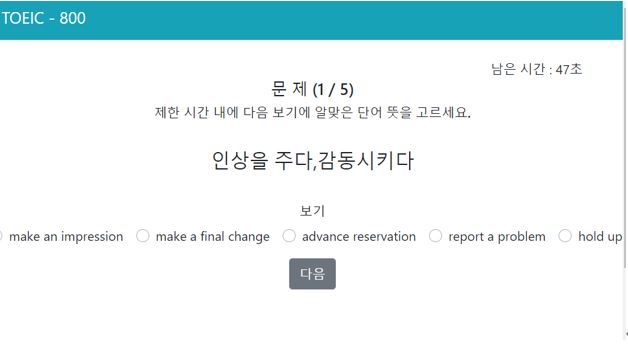 TOEIC - 800
남은 시간 : 47초
문 제 (1 / 5)
제한 시간 내에 다음 보기에 알맞은 단어 뜻을 고르세요.
인상을 주다,감동시키다
보기
make an impression make a final change advance reservation report a problem hold up
다음